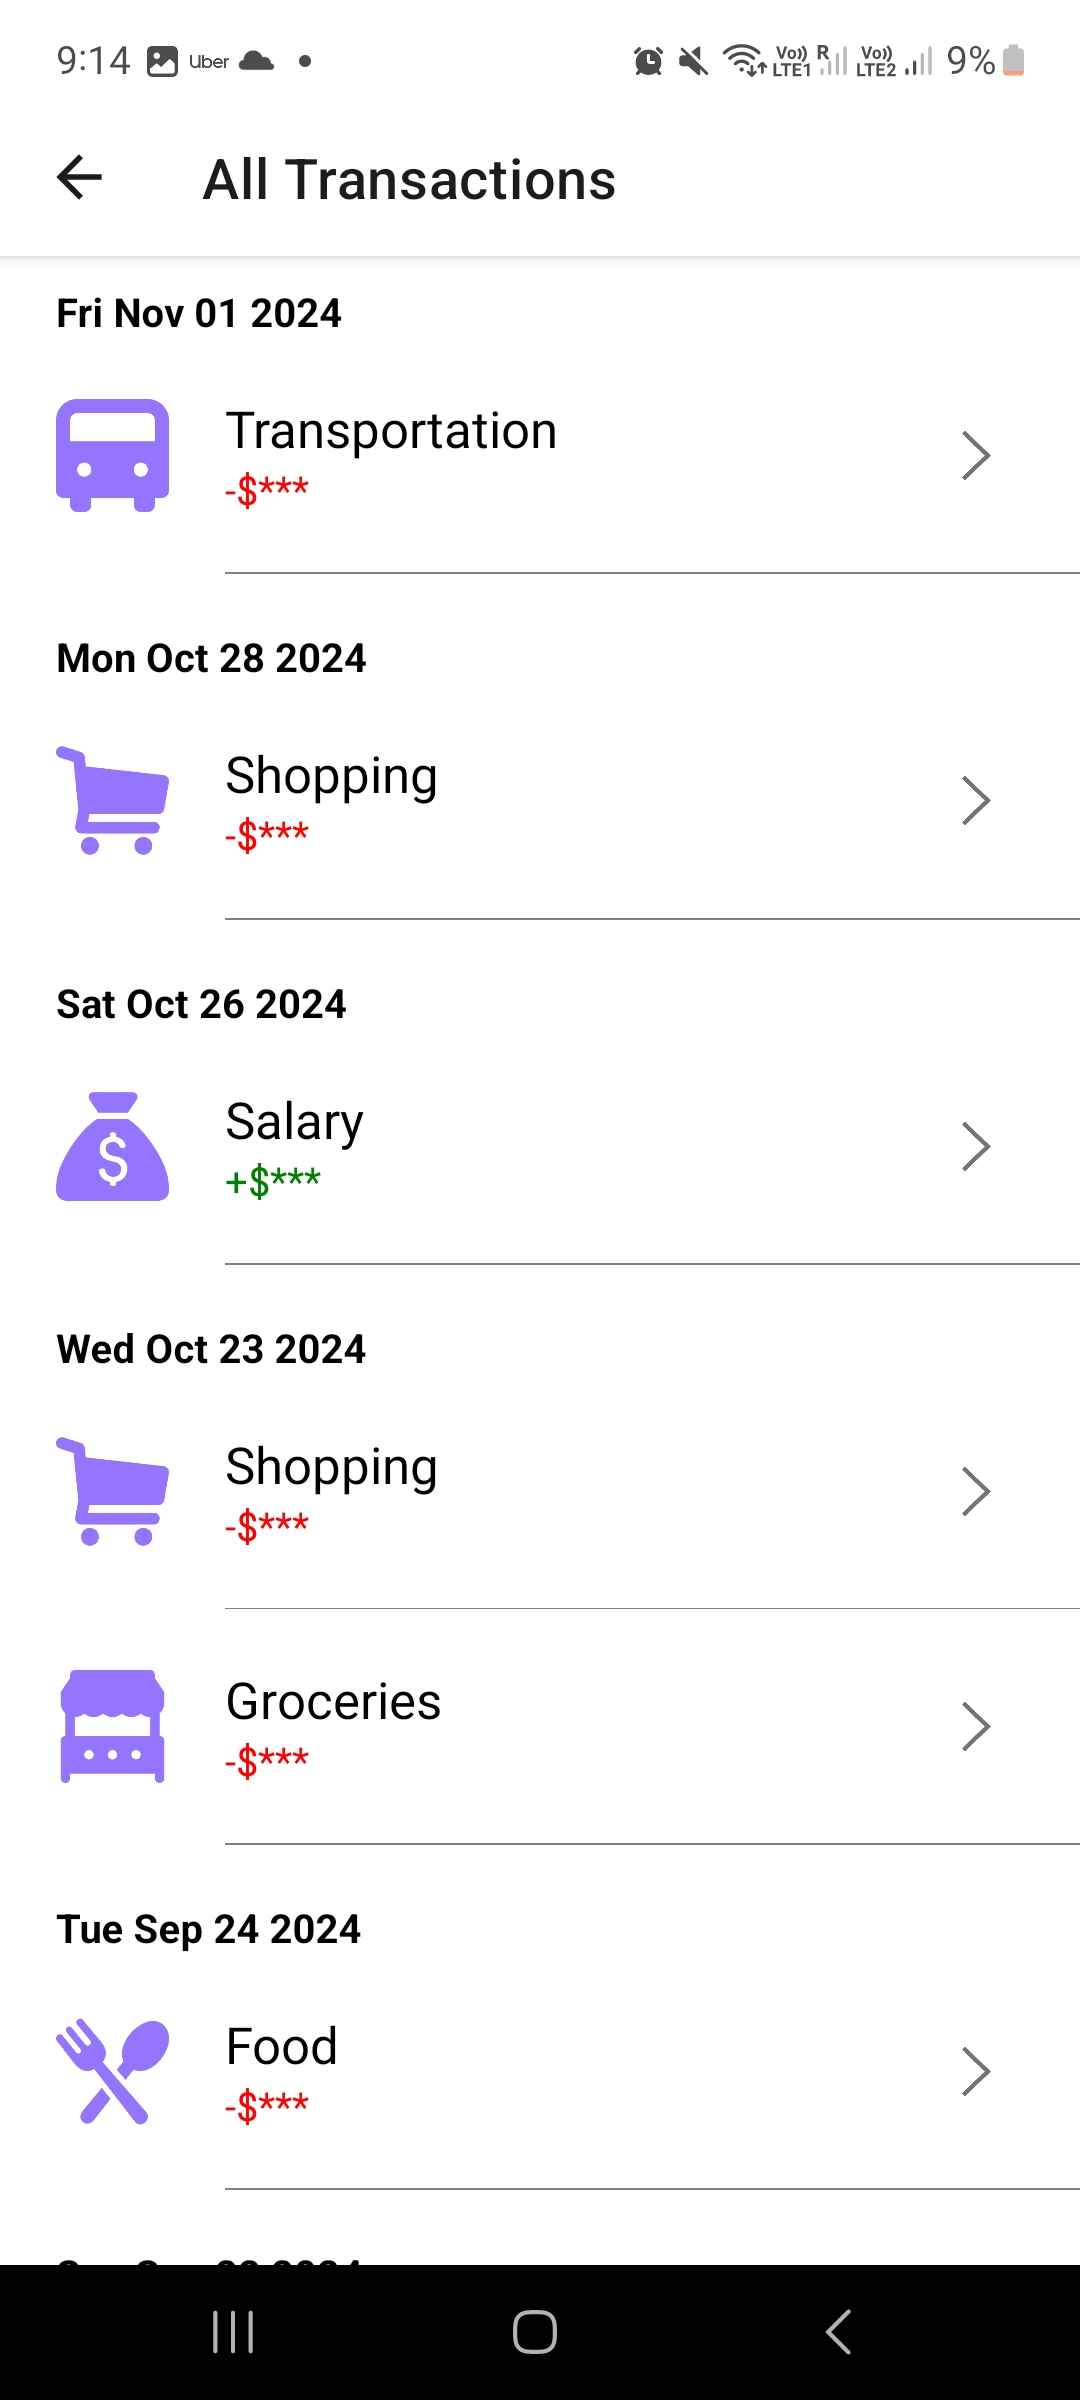 9:14 Uber Vo)) LTE1 R Vo)) LTE2 9%
All Transactions
Fri Nov 01 2024
Transportation
-$***
Mon Oct 28 2024
Shopping
-$***
Sat Oct 26 2024
Salary
$
+$***
Wed Oct 23 2024
Shopping
-$***
Groceries
-$***
Tue Sep 24 2024
Food
-$***